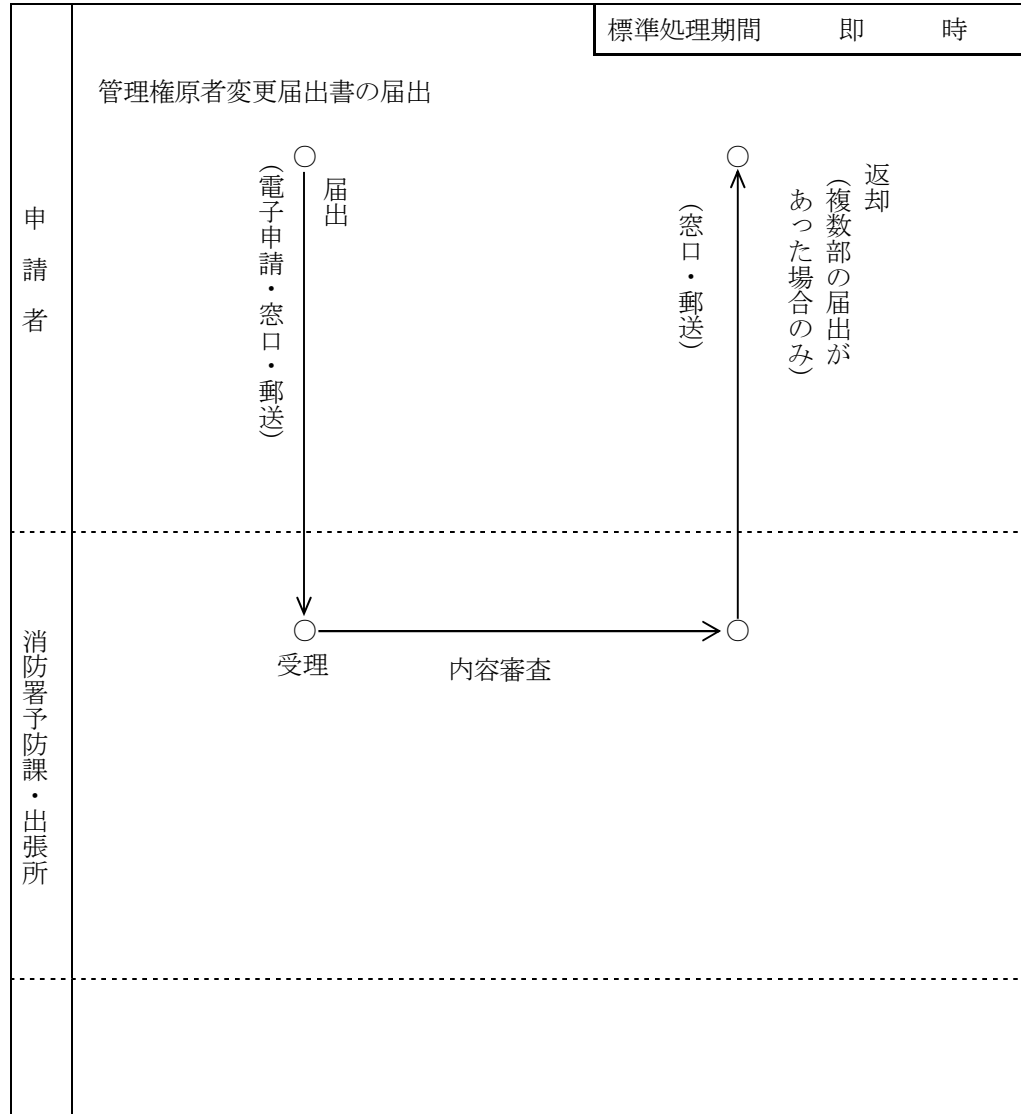 標準処理期間 即 時
管理権原者変更届出書の届出
申請者
届出
（電子申請・窓口・郵送）
返却
（複数部の届出が
あった場合のみ）
（窓口・郵送）
消防署予防課・出張所
受理
内容審査